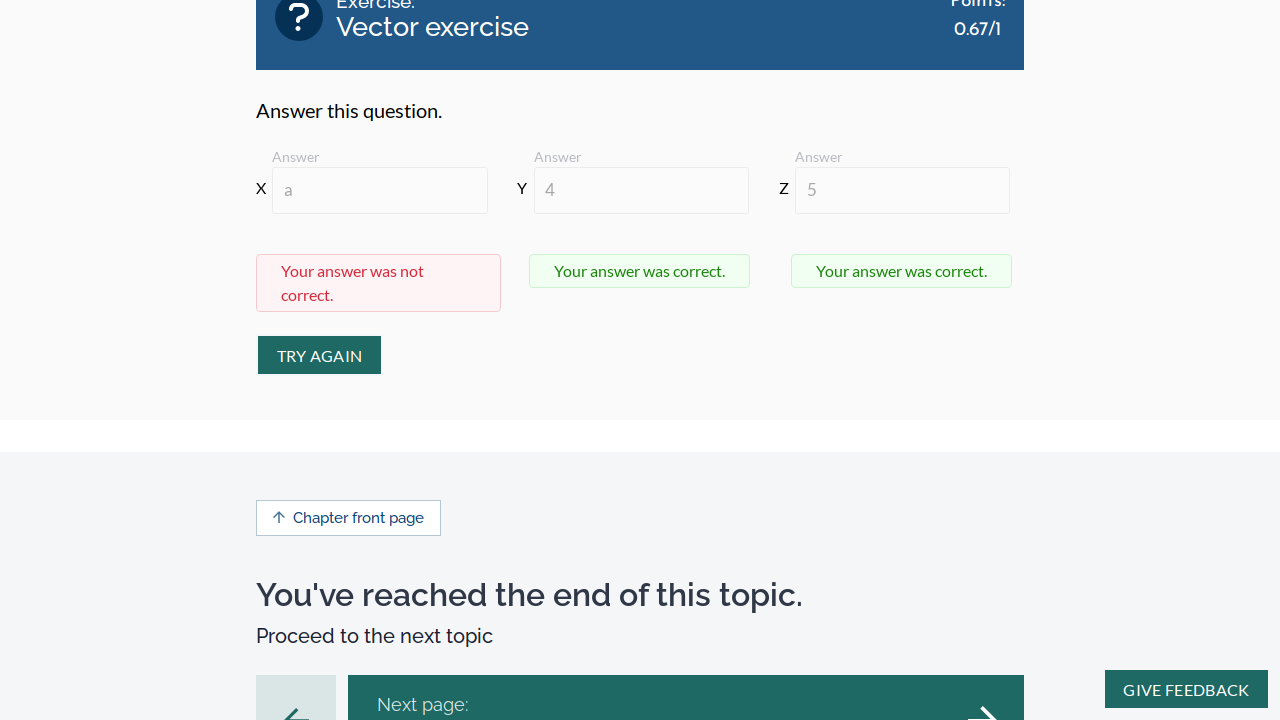 Exercise:
Vector exercise
Points:
0.67/1
Answer this question.
Answer
X a
Answer
Y 4
Answer
Z 5
Your answer was not
correct.
Your answer was correct.
Your answer was correct.
TRY AGAIN
Chapter front page
You've reached the end of this topic.
Proceed to the next topic
Next page:
GIVE FEEDBACK